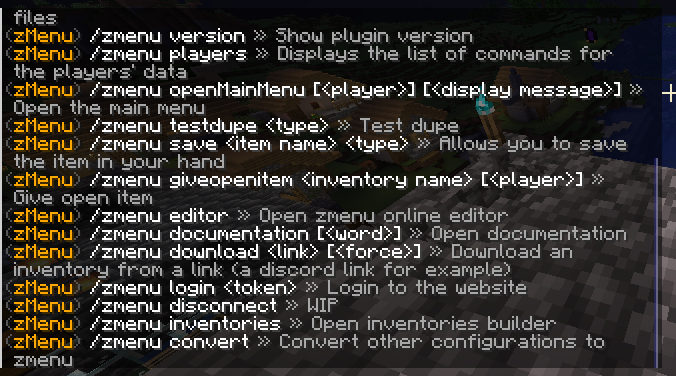 files
(zMenu) /zmenu version » Show plugin version
(zMenu) /zmenu players » Displays the list of commands for
the players' data
(zMenu) /zmenu openMainMenu [<player>] [<display message>] »
Open the main menu
(zMenu) /zmenu testdupe <type> » Test dupe
(zMenu) /zmenu save <item name> <type> » Allows you to save
the item in your hand
(zMenu) /zmenu giveopenitem <inventory name> [<player>] »
Give open item
(zMenu) /zmenu editor » Open zmenu online editor
(zMenu) /zmenu documentation [<word>] » Open documentation
(zMenu) /zmenu download <link> [<force>] » Download an
inventory from a link (a discord link for example)
(zMenu) /zmenu login <token> » Login to the website
(zMenu) /zmenu disconnect » WIP
(zMenu) /zmenu inventories » Open inventories builder
(zMenu) /zmenu convert » Convert other configurations to
zmenu